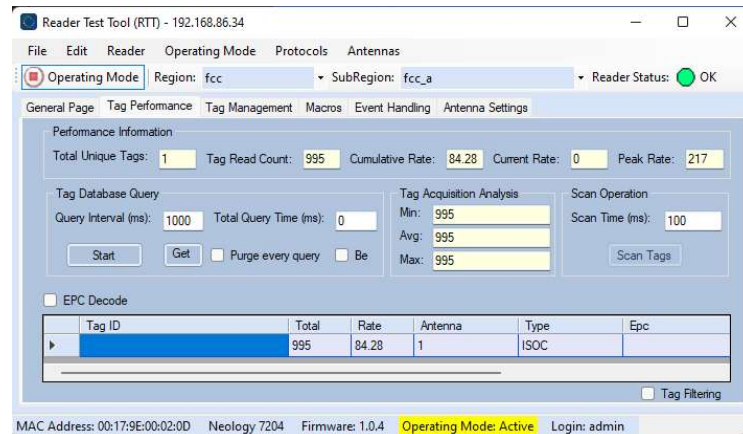 Reader Test Tool (RTT) - 192.168.86.34
File Edit Reader Operating Mode Protocols Antennas
Operating Mode Region: fcc SubRegion: fcc_a Reader Status: OK
General Page Tag Performance Tag Management Macros Event Handling Antenna Settings
Performance Information
Total Unique Tags: 1 Tag Read Count: 995 Cumulative Rate: 84.28 Current Rate: 0 Peak Rate: 217
Tag Database Query Tag Acquisition Analysis Scan Operation
Query Interval (ms): 1000 Total Query Time (ms): 0 Min: 995 Scan Time (ms): 100
Avg: 995
Start Get Purge every query Be Max: 995 Scan Tags
EPC Decode
Tag ID Total Rate Antenna Type Epc
995 84.28 1 ISOC
Tag Filtering
MAC Address: 00:17:9E:00:02:0D Neology 7204 Firmware: 1.0.4 Operating Mode: Active Login: admin